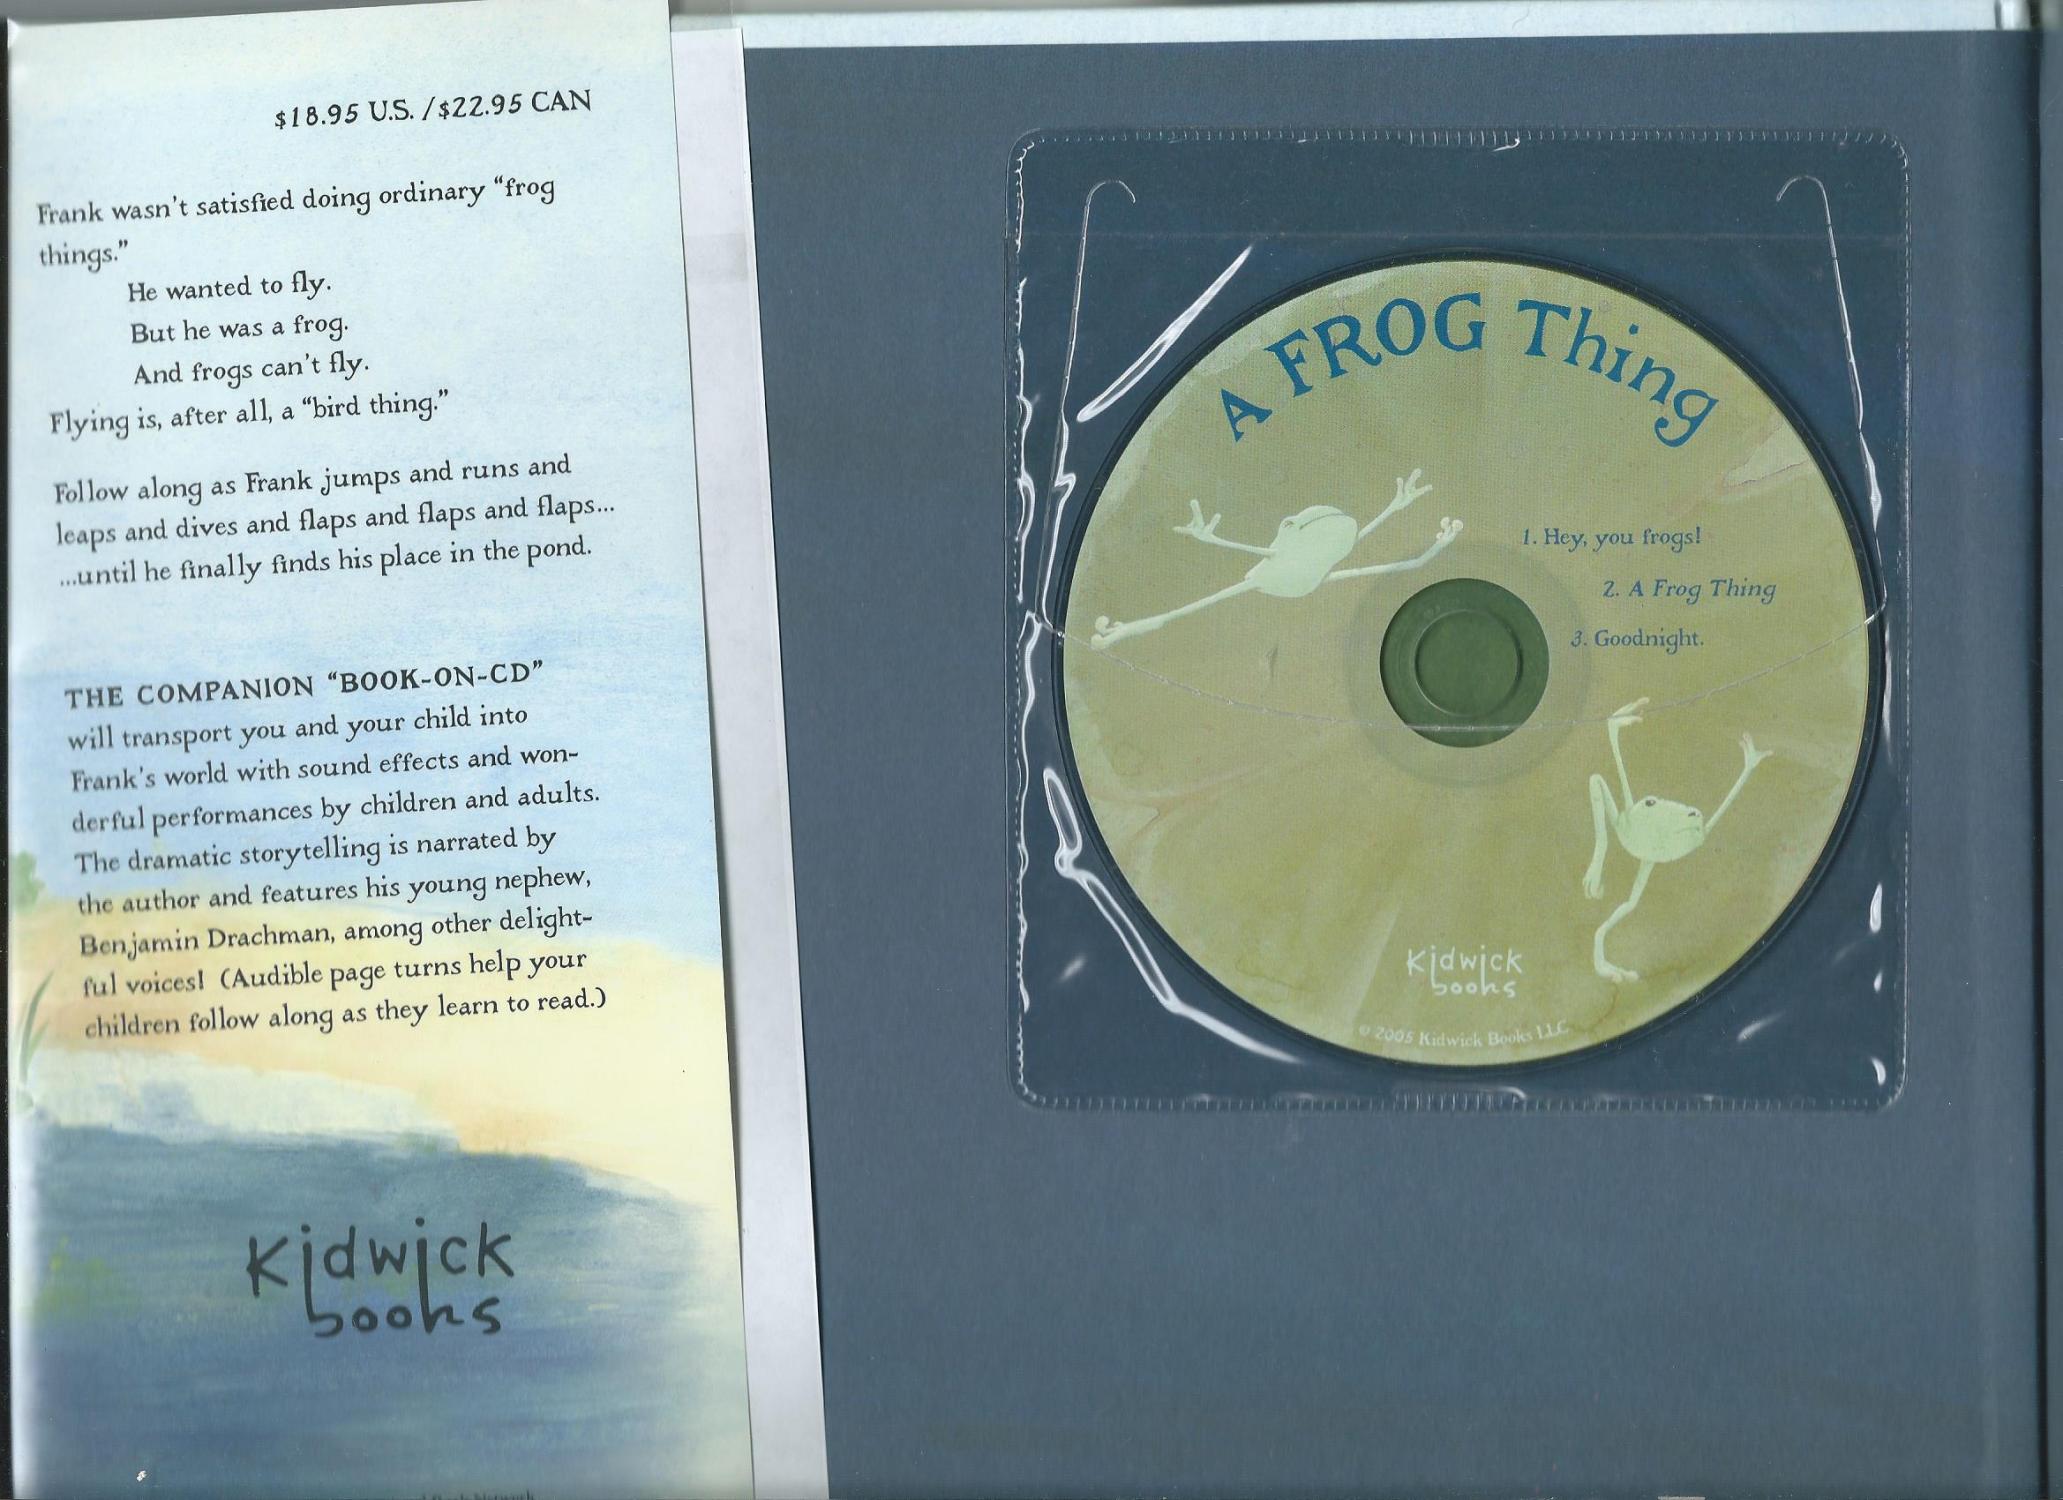 $18.95 U.S. / $22.95 CAN
Frank wasn't satisfied doing ordinary “frog
things.”
He wanted to fly.
But he was a frog.
And frogs can't fly.
Flying is, after all, a “bird thing.”
Follow along as Frank jumps and runs and
leaps and dives and flaps and flaps and flaps...
...until he finally finds his place in the pond.
THE COMPANION “BOOK-ON-CD”
will transport you and your child into
Frank's world with sound effects and won-
derful performances by children and adults.
The dramatic storytelling is narrated by
the author and features his young nephew,
Benjamin Drachman, among other delight-
ful voices! (Audible page turns help your
children follow along as they learn to read.)
Kidwick
books
A FROG Thing
1. Hey, you frogs!
2. A Frog Thing
3. Goodnight.
Kidwick
books
© 2005 Kidwick Books LLC